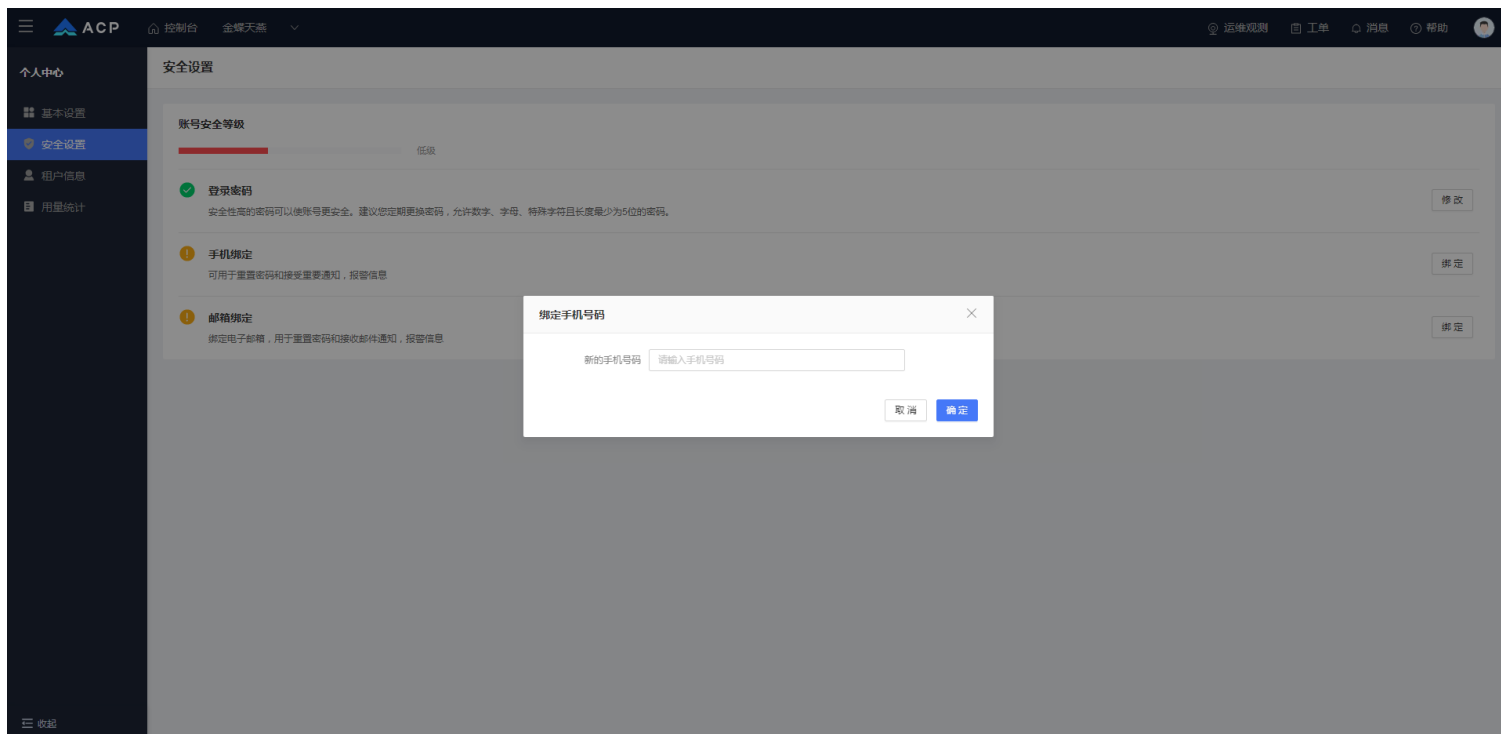 ACP 控制台 金蝶天燕 运维观测 工单 消息 帮助
个人中心
基本设置
安全设置
租户信息
用量统计
收起
安全设置
账号安全等级
低级
登录密码
安全性高的密码可以使账号更安全。建议您定期更换密码，允许数字、字母、特殊字符且长度最少为5位的密码。
修 改
手机绑定
可用于重置密码和接受重要通知，报警信息
绑 定
邮箱绑定
绑定电子邮箱，用于重置密码和接收邮件通知，报警信息
绑 定
绑定手机号码
新的手机号码 请输入手机号码
取 消 确 定